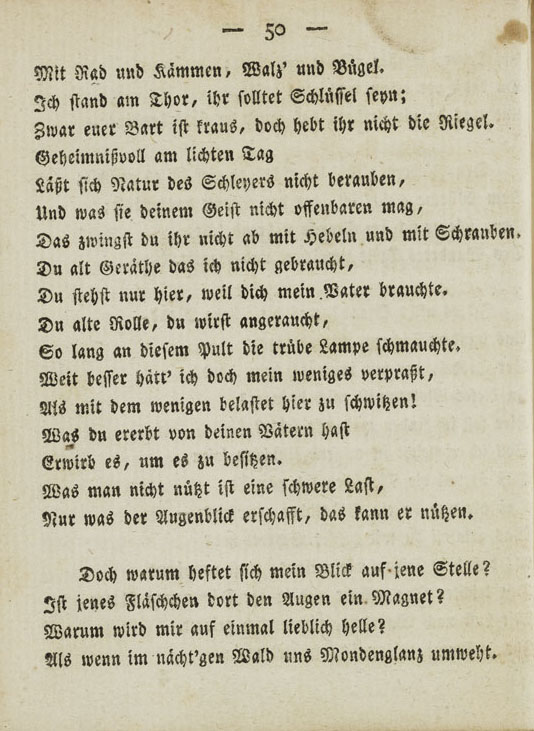 — 50 —
Mit Rad und Kämmen, Walz' und Bügel.
Ich stand am Thor, ihr solltet Schlüssel seyn;
Zwar euer Bart ist kraus, doch hebt ihr nicht die Riegel.
Geheimnißvoll am lichten Tag
Läßt sich Natur des Schleyers nicht berauben,
Und was sie deinem Geist nicht offenbaren mag,
Das zwingst du ihr nicht ab mit Hebeln und mit Schrauben.
Du alt Geräthe das ich nicht gebraucht,
Du stehst nur hier, weil dich mein Vater brauchte.
Du alte Rolle, du wirst angeraucht,
So lang an diesem Pult die trübe Lampe schmauchte.
Weit besser hätt' ich doch mein weniges verpraßt,
Als mit dem wenigen belastet hier zu schwitzen!
Was du ererbt von deinen Vätern hast
Erwirb es, um es zu besitzen.
Was man nicht nützt ist eine schwere Last,
Nur was der Augenblick erschafft, das kann er nützen.
Doch warum heftet sich mein Blick auf jene Stelle?
Ist jenes Fläschchen dort den Augen ein Magnet?
Warum wird mir auf einmal lieblich helle?
Als wenn im nächt'gen Wald uns Mondenglanz umweht.